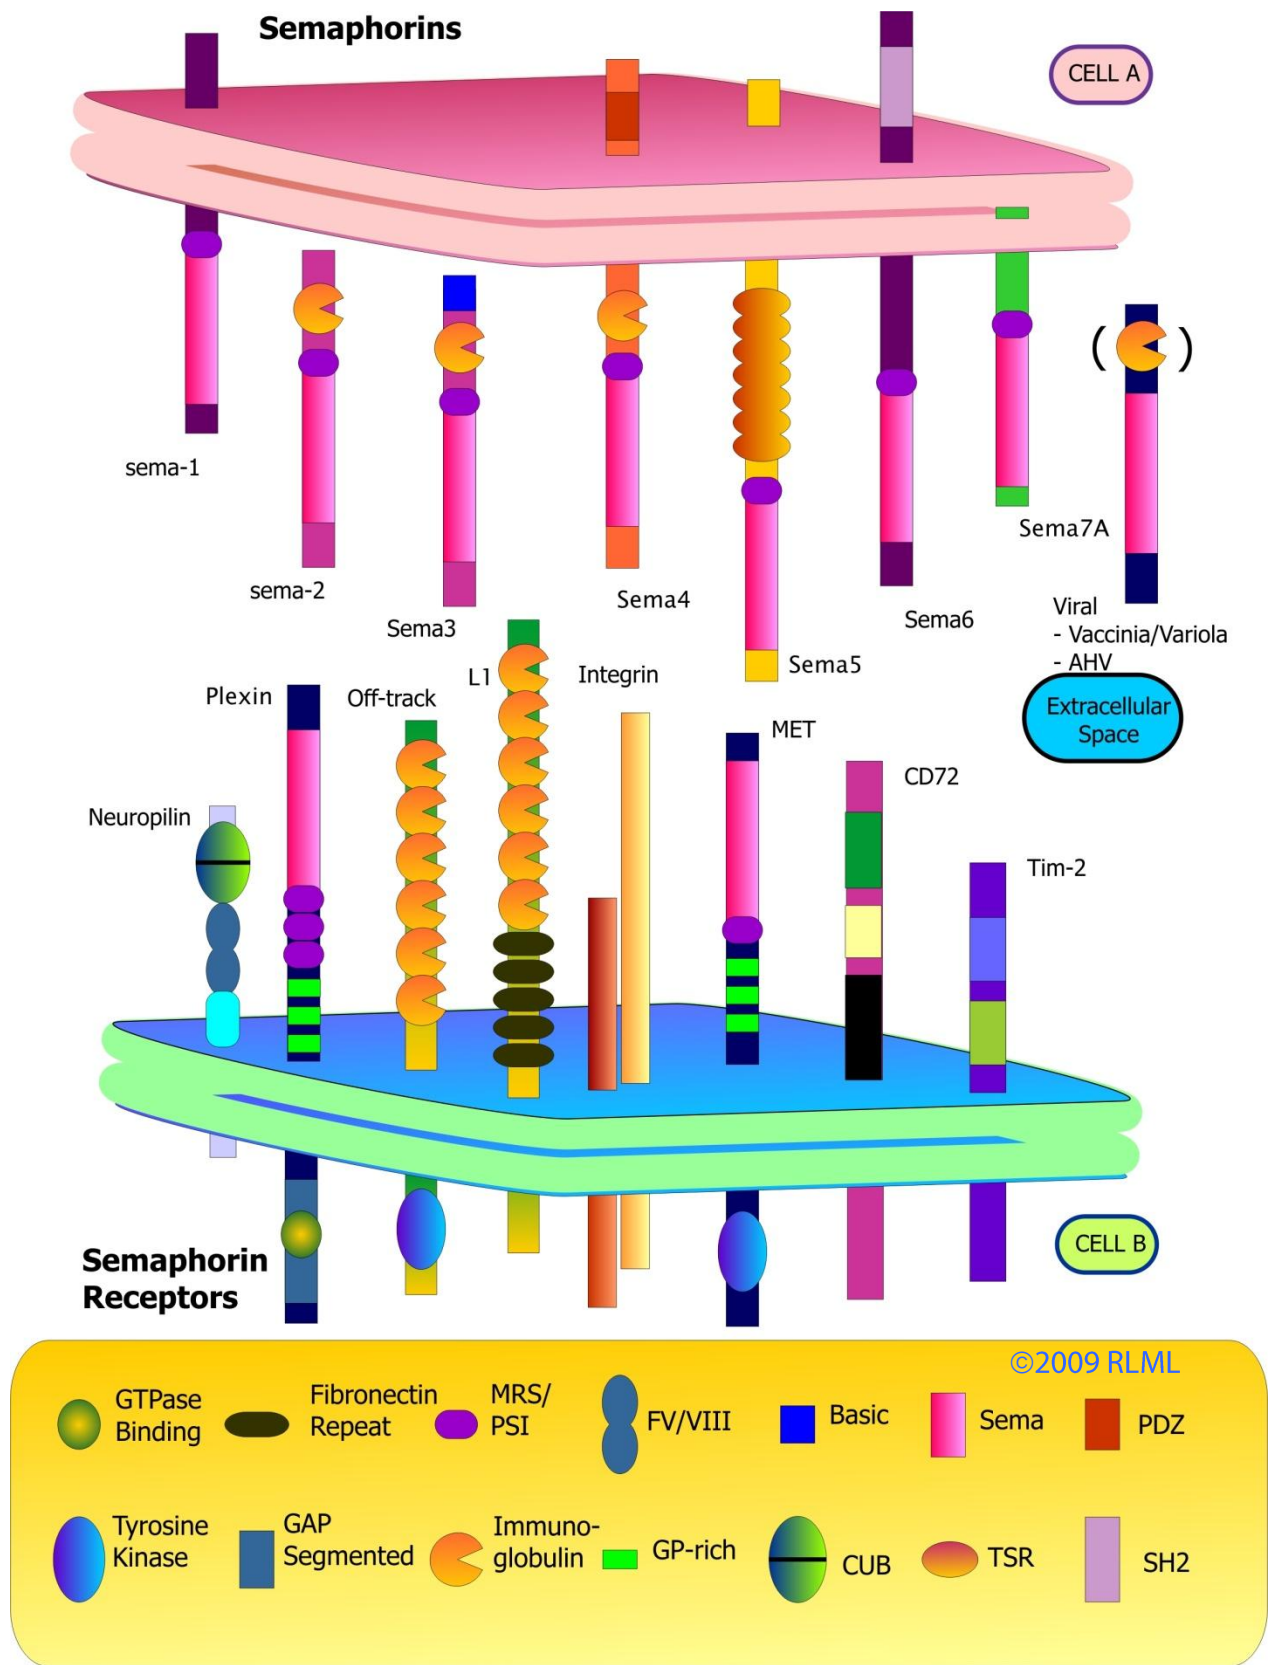 Semaphorins
CELL A
sema-1
sema-2
Sema3
Sema4
Sema5
Sema6
Sema7A
( )
Viral
- Vaccinia/Variola
- AHV
Extracellular
Space
Neuropilin
Plexin
Off-track
L1
Integrin
MET
CD72
Tim-2
CELL B
Semaphorin
Receptors
©2009 RLML
GTPase
Binding
Fibronectin
Repeat
MRS/
PSI
FV/VIII
Basic
Sema
PDZ
Tyrosine
Kinase
GAP
Segmented
Immuno-
globulin
GP-rich
CUB
TSR
SH2